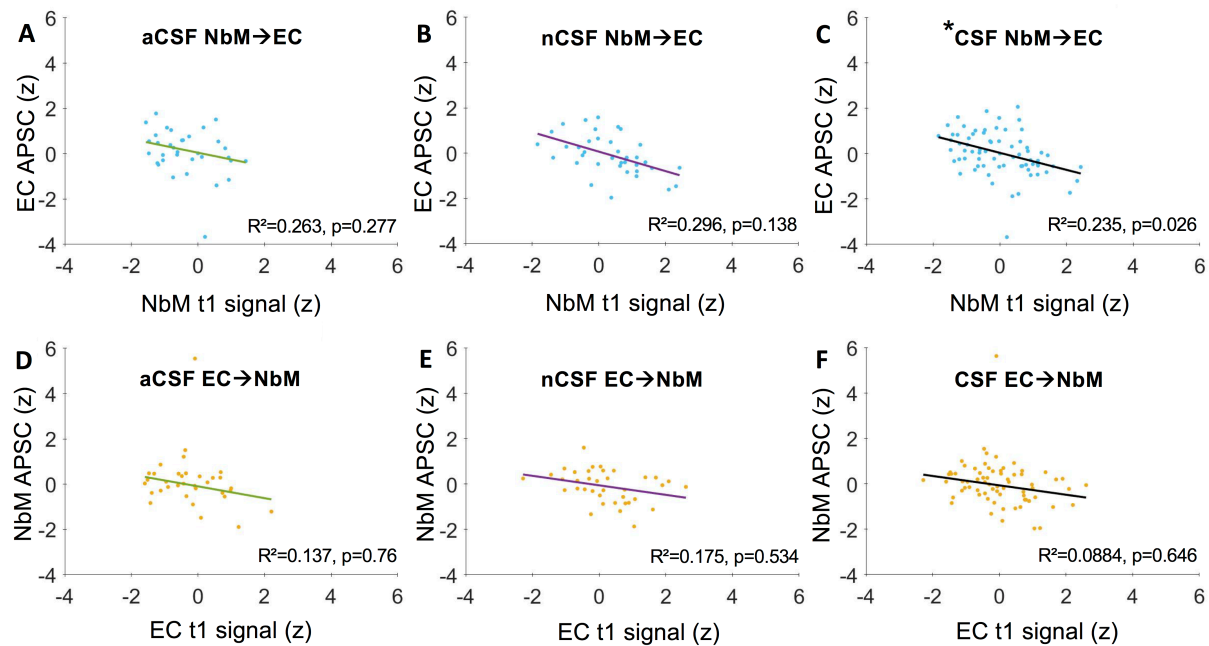 A
aCSF NbM→EC
6
4
2
0
-2
-4
EC APSC (z)
R²=0.263, p=0.277
-4 -2 0 2 4 6
NbM t1 signal (z)
B
nCSF NbM→EC
6
4
2
0
-2
-4
EC APSC (z)
R²=0.296, p=0.138
-4 -2 0 2 4 6
NbM t1 signal (z)
C
*CSF NbM→EC
6
4
2
0
-2
-4
EC APSC (z)
R²=0.235, p=0.026
-4 -2 0 2 4 6
NbM t1 signal (z)
D
aCSF EC→NbM
6
4
2
0
-2
-4
NbM APSC (z)
R²=0.137, p=0.76
-4 -2 0 2 4 6
EC t1 signal (z)
E
nCSF EC→NbM
6
4
2
0
-2
-4
NbM APSC (z)
R²=0.175, p=0.534
-4 -2 0 2 4 6
EC t1 signal (z)
F
CSF EC→NbM
6
4
2
0
-2
-4
NbM APSC (z)
R²=0.0884, p=0.646
-4 -2 0 2 4 6
EC t1 signal (z)